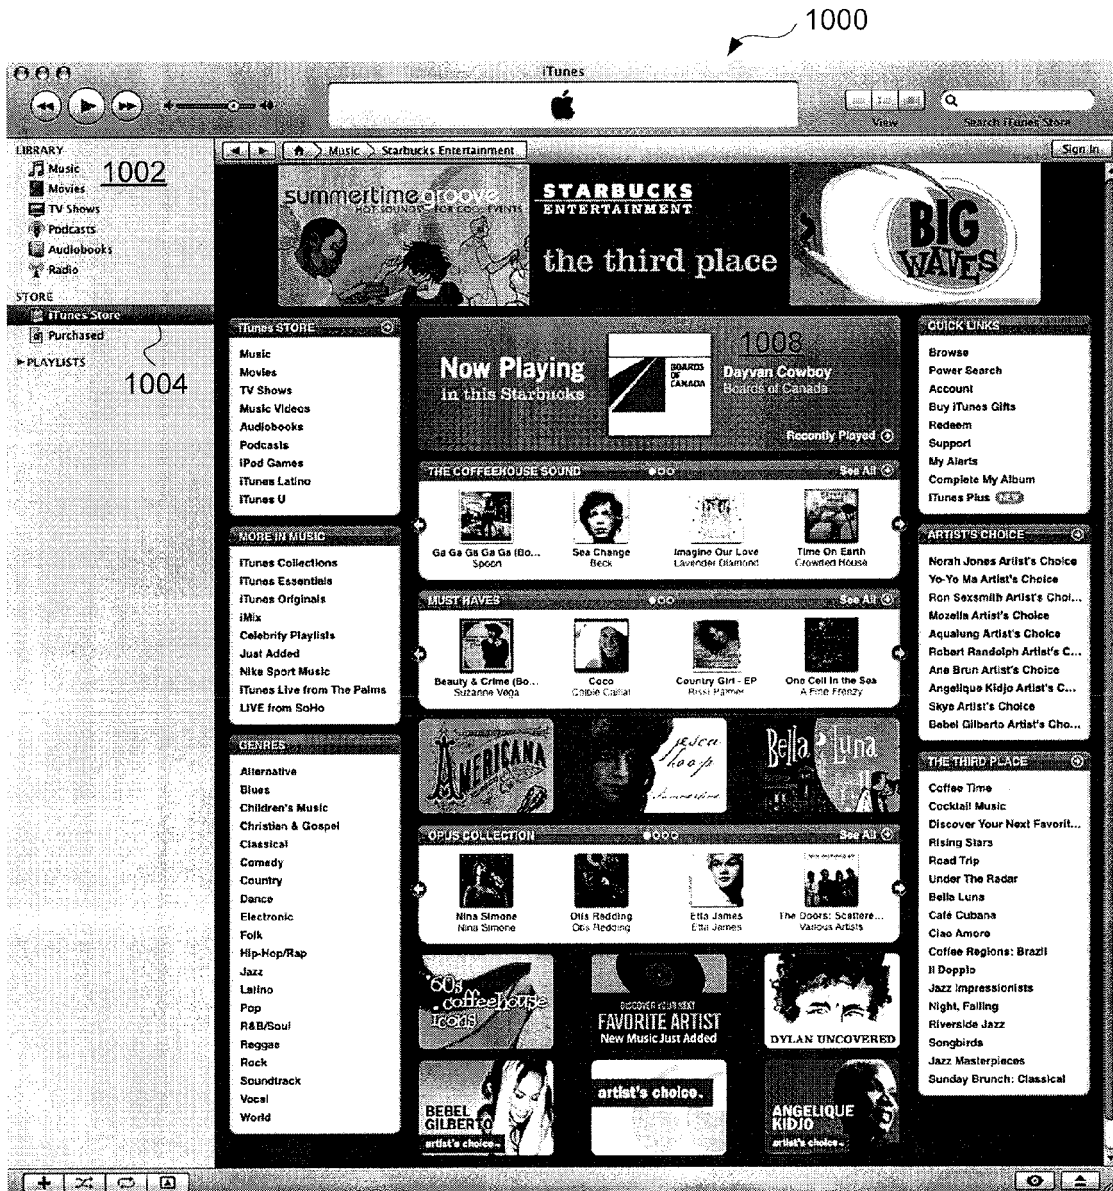 1000
iTunes
View
Search iTunes Store
LIBRARY
Music
Movies
TV Shows
Podcasts
Audiobooks
Radio
1002
STORE
iTunes Store
Purchased
PLAYLISTS
1004
Music
Starbucks Entertainment
Sign In
summertime groove
HOT SOUNDS FOR COOL EVENTS
STARBUCKS
ENTERTAINMENT
the third place
BIG
WAVES
iTunes STORE
Music
Movies
TV Shows
Music Videos
Audiobooks
Podcasts
iPod Games
iTunes Latino
iTunes U
MORE IN MUSIC
iTunes Collections
iTunes Essentials
iTunes Originals
iMix
Celebrity Playlists
Just Added
Nike Sport Music
iTunes Live from The Palms
LIVE from SoHo
GENRES
Alternative
Blues
Children's Music
Christian & Gospel
Classical
Comedy
Country
Dance
Electronic
Folk
Hip-Hop/Rap
Jazz
Latino
Pop
R&B/Soul
Reggae
Rock
Soundtrack
Vocal
World
Now Playing
in this Starbucks
BOARDS
OF
CANADA
1008
Dayvan Cowboy
Boards of Canada
Recently Played
THE COFFEEHOUSE SOUND
See All
Ga Ga Ga Ga Ga (Bo...
Spoon
Sea Change
Beck
Imagine Our Love
Lavender Diamond
Time On Earth
Crowded House
MUST HAVES
See All
Beauty & Crime (Bo...
Suzanne Vega
Coco
Colbie Caillat
Country Girl - EP
Rissi Palmer
One Cell in the Sea
A Fine Frenzy
AMERICANA
jesca
hoop
Bella Luna
OPUS COLLECTION
See All
Nina Simone
Nina Simone
Otis Redding
Otis Redding
Etta James
Etta James
The Doors: Scattere...
Various Artists
60s
coffeehouse
icons
DISCOVER YOUR NEXT
FAVORITE ARTIST
New Music Just Added
DYLAN UNCOVERED
BEBEL
GILBERTO
artist's choice
artist's choice
ANGELIQUE
KIDJO
artist's choice
QUICK LINKS
Browse
Power Search
Account
Buy iTunes Gifts
Redeem
Support
My Alerts
Complete My Album
iTunes Plus NEW
ARTIST'S CHOICE
Norah Jones Artist's Choice
Yo-Yo Ma Artist's Choice
Ron Sexsmith Artist's Choi...
Mozella Artist's Choice
Aqualung Artist's Choice
Robert Randolph Artist's C...
Ane Brun Artist's Choice
Angelique Kidjo Artist's C...
Skye Artist's Choice
Bebel Gilberto Artist's Cho...
THE THIRD PLACE
Coffee Time
Cocktail Music
Discover Your Next Favorit...
Rising Stars
Road Trip
Under The Radar
Bella Luna
Café Cubana
Ciao Amore
Coffee Regions: Brazil
Il Doppio
Jazz Impressionists
Night, Falling
Riverside Jazz
Songbirds
Jazz Masterpieces
Sunday Brunch: Classical